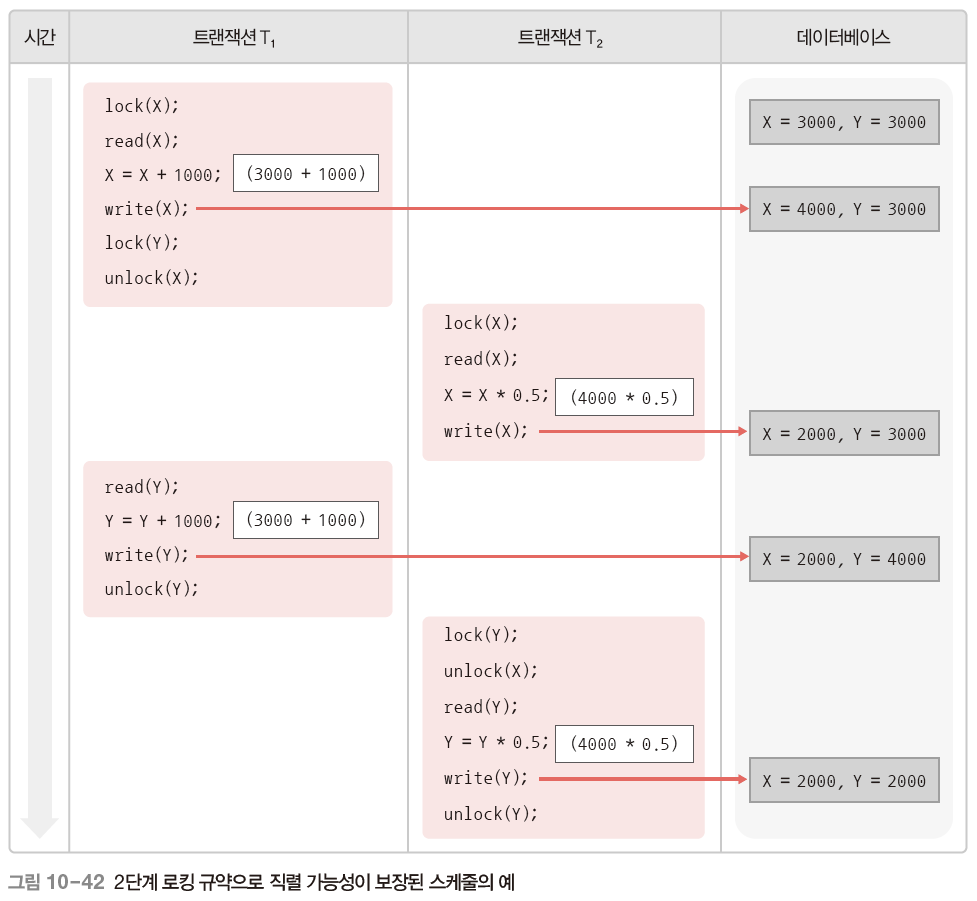 시간 트랜잭션 T₁ 트랜잭션 T₂ 데이터베이스
lock(X);
X = 3000, Y = 3000
read(X);
X = X + 1000; (3000 + 1000)
write(X); X = 4000, Y = 3000
lock(Y);
unlock(X);
lock(X);
read(X);
X = X * 0.5; (4000 * 0.5)
write(X); X = 2000, Y = 3000
read(Y);
Y = Y + 1000; (3000 + 1000)
write(Y); X = 2000, Y = 4000
unlock(Y);
lock(Y);
unlock(X);
read(Y);
Y = Y * 0.5; (4000 * 0.5)
write(Y); X = 2000, Y = 2000
unlock(Y);
그림 10-42 2단계 로킹 규약으로 직렬 가능성이 보장된 스케줄의 예